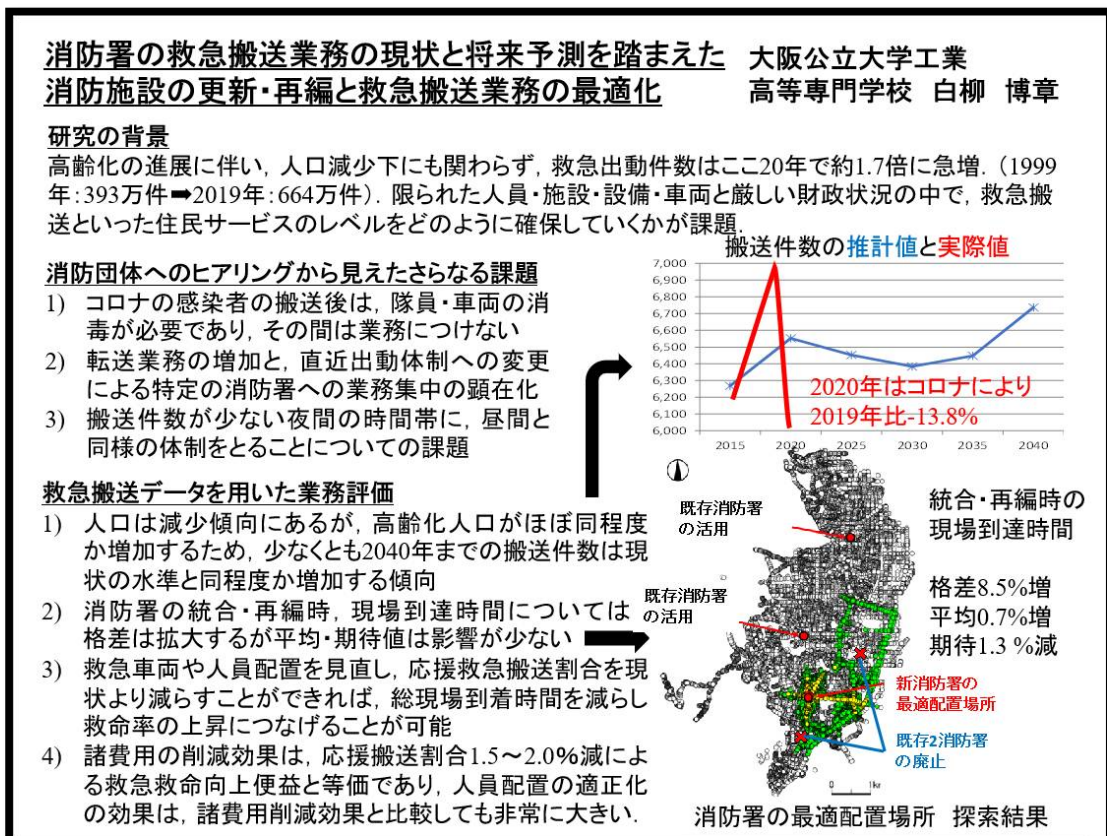 消防署の救急搬送業務の現状と将来予測を踏まえた
消防施設の更新・再編と救急搬送業務の最適化
大阪公立大学工業
高等専門学校 白柳 博章
研究の背景
高齢化の進展に伴い，人口減少下にも関わらず，救急出動件数はここ20年で約1.7倍に急増．（1999
年：393万件➡2019年：664万件）．限られた人員・施設・設備・車両と厳しい財政状況の中で，救急搬
送といった住民サービスのレベルをどのように確保していくかが課題．
消防団体へのヒアリングから見えたさらなる課題
1) コロナの感染者の搬送後は，隊員・車両の消
毒が必要であり，その間は業務につけない
2) 転送業務の増加と，直近出動体制への変更
による特定の消防署への業務集中の顕在化
3) 搬送件数が少ない夜間の時間帯に，昼間と
同様の体制をとることについての課題
搬送件数の推計値と実際値
7,000
6,900
6,800
6,700
6,600
6,500
6,400
6,300
6,200
6,100
6,000
2015 2020 2025 2030 2035 2040
2020年はコロナにより
2019年比-13.8%
救急搬送データを用いた業務評価
1) 人口は減少傾向にあるが，高齢化人口がほぼ同程度
か増加するため，少なくとも2040年までの搬送件数は現
状の水準と同程度か増加する傾向
2) 消防署の統合・再編時，現場到達時間については
格差は拡大するが平均・期待値は影響が少ない
3) 救急車両や人員配置を見直し，応援救急搬送割合を現
状より減らすことができれば，総現場到着時間を減らし
救命率の上昇につなげることが可能
4) 諸費用の削減効果は，応援搬送割合1.5～2.0%減によ
る救急救命向上便益と等価であり，人員配置の適正化
の効果は，諸費用削減効果と比較しても非常に大きい．
既存消防署
の活用
既存消防署
の活用
統合・再編時の
現場到達時間
格差8.5%増
平均0.7%増
期待1.3 %減
新消防署の
最適配置場所
既存2消防署
の廃止
0 1km
消防署の最適配置場所 探索結果